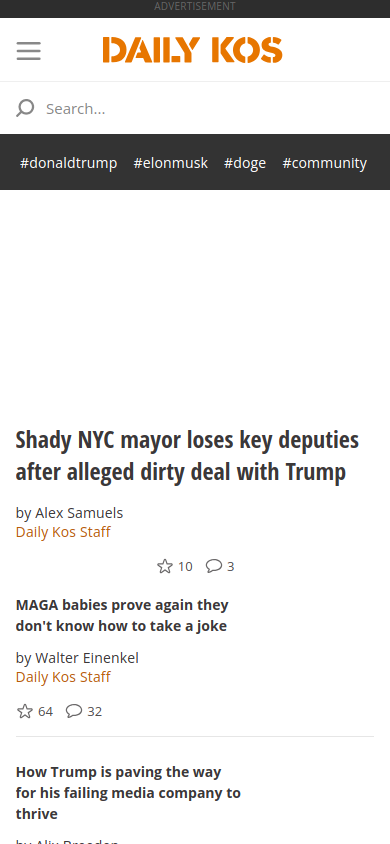 ADVERTISEMENT
DAILY KOS
Search...
#donaldtrump #elonmusk #doge #community
Shady NYC mayor loses key deputies
after alleged dirty deal with Trump
by Alex Samuels
Daily Kos Staff
10 3
MAGA babies prove again they
don't know how to take a joke
by Walter Einenkel
Daily Kos Staff
64 32
How Trump is paving the way
for his failing media company to
thrive
by Alix Breeden